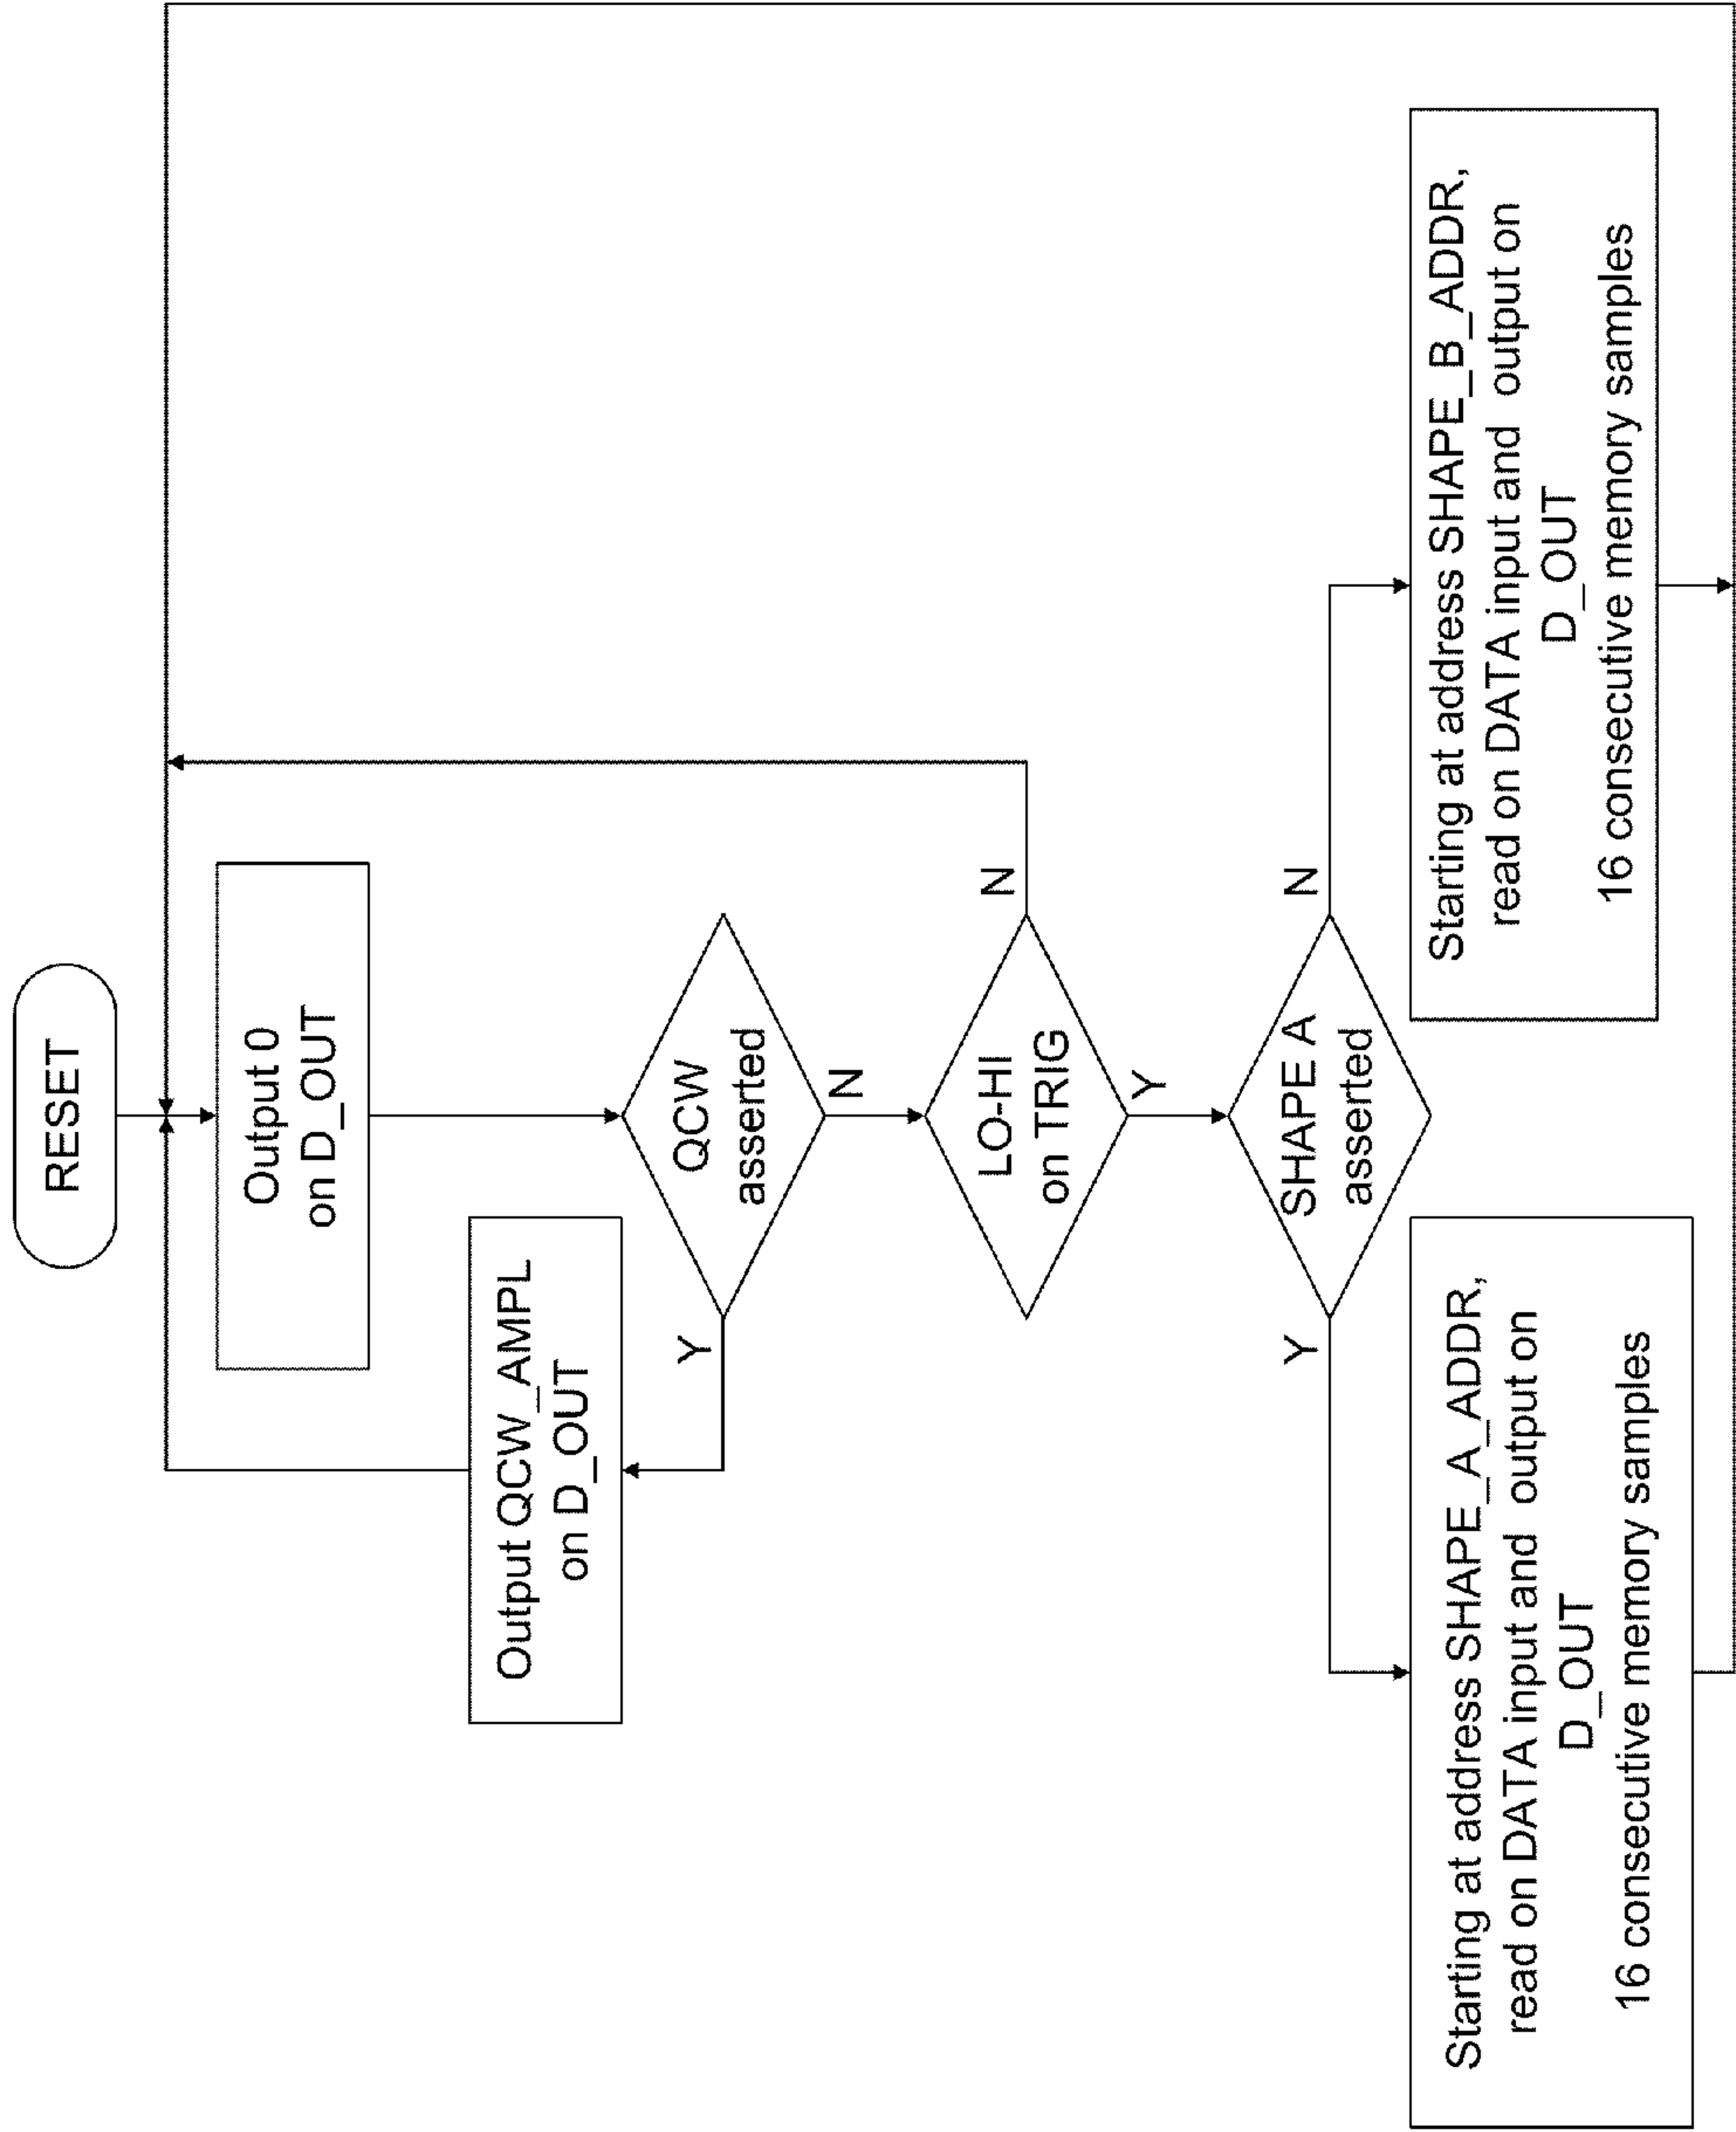 RESET
Output 0
on D_OUT
Output QCW_AMPL
on D_OUT
QCW
asserted
Y
N
LO-HI
on TRIG
N
Y
SHAPE A
asserted
Y
N
Starting at address SHAPE_A_ADDR,
read on DATA input and output on
D_OUT
16 consecutive memory samples
Starting at address SHAPE_B_ADDR,
read on DATA input and output on
D_OUT
16 consecutive memory samples